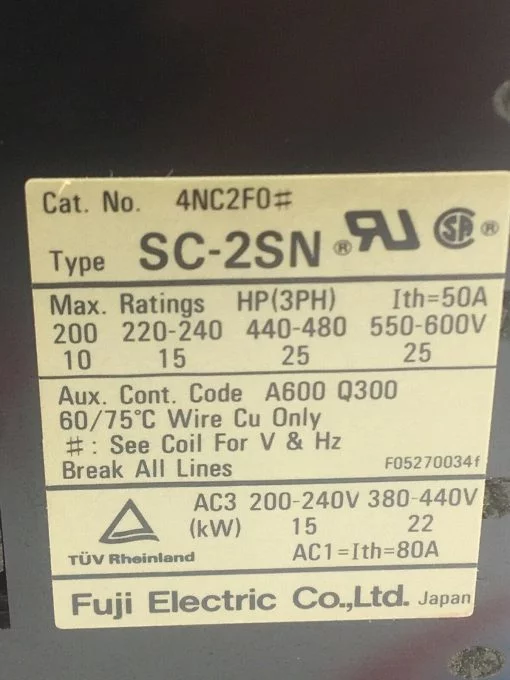 Cat. No. 4NC2F0#
Type SC-2SN ® RU SA ®
Max. Ratings HP(3PH) Ith=50A
200 220-240 440-480 550-600V
10 15 25 25
Aux. Cont. Code A600 Q300
60/75°C Wire Cu Only
#: See Coil For V & Hz
Break All Lines F05270034f
AC3 200-240V 380-440V
(kW) 15 22
TÜV Rheinland AC1=Ith=80A
Fuji Electric Co.,Ltd. Japan